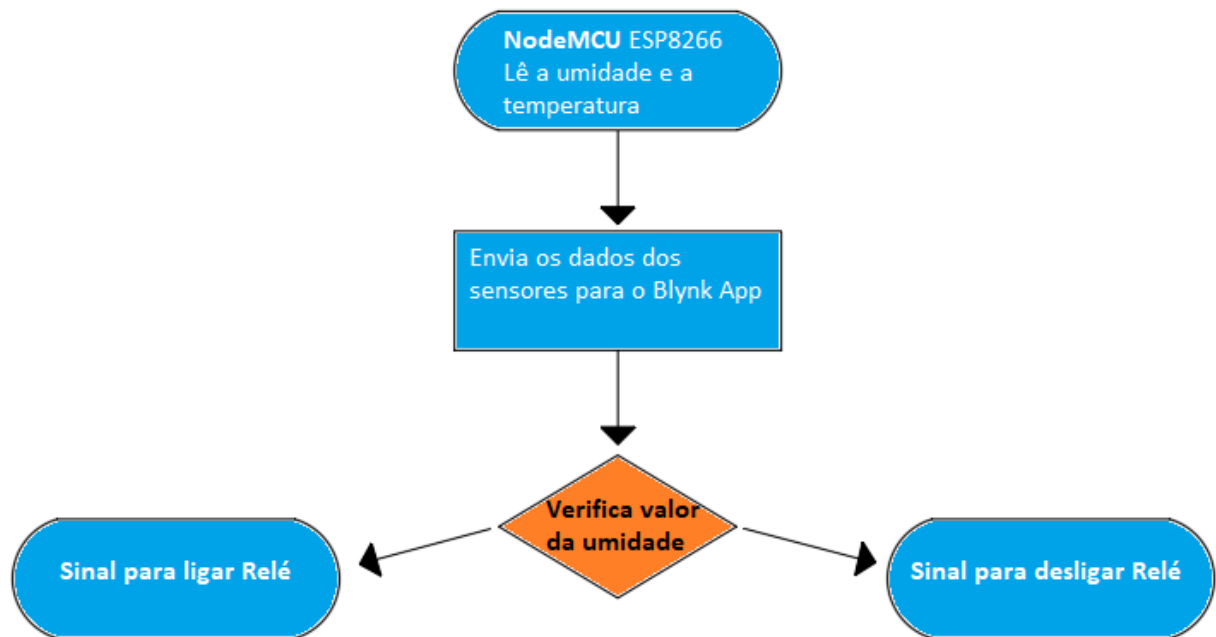 NodeMCU ESP8266
Lê a umidade e a
temperatura
Envia os dados dos
sensores para o Blynk App
Verifica valor
da umidade
Sinal para ligar Relé
Sinal para desligar Relé